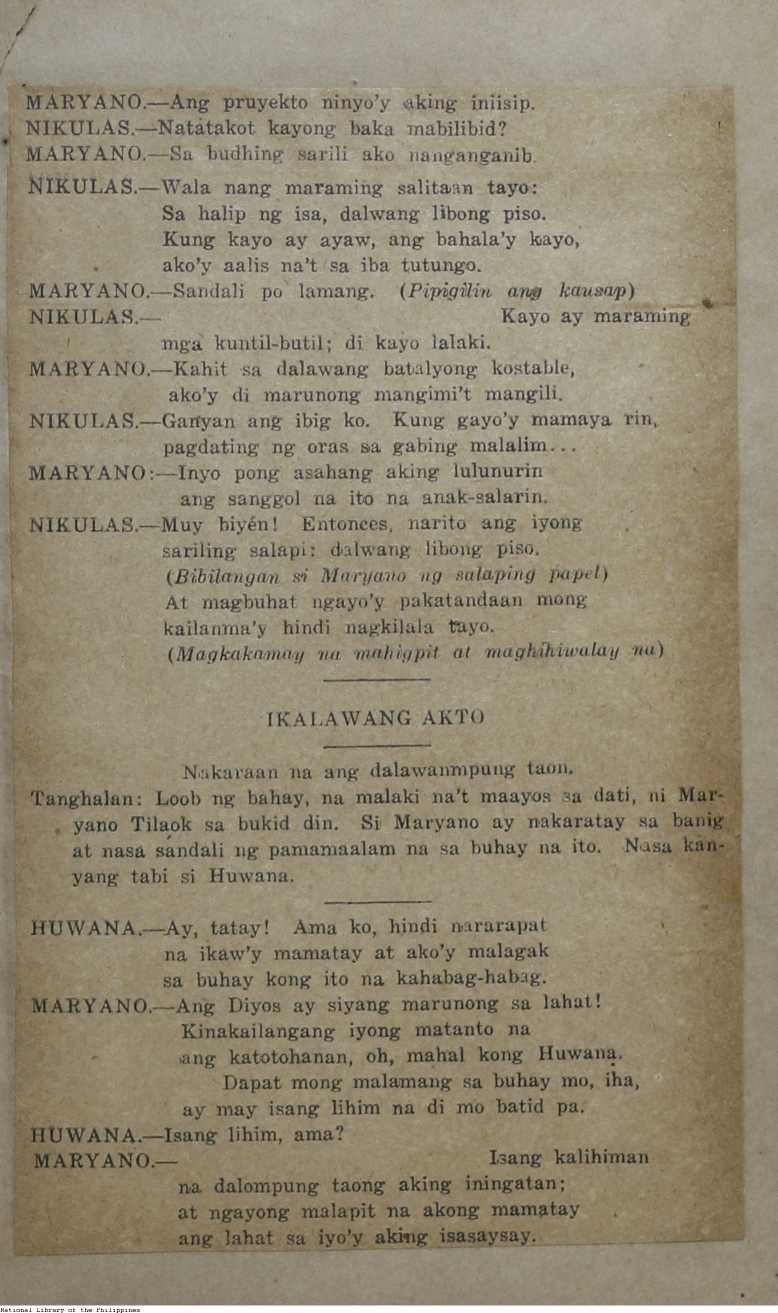 MARYANO.—Ang pruyekto ninyo'y aking iniisip.
NIKULAS.—Natatakot kayong baka mabilibid?
MARYANO.—Sa budhing sarili ako nanganganib.
NIKULAS.—Wala nang maraming salitaan tayo:
Sa halip ng isa, dalwang libong piso.
Kung kayo ay ayaw, ang bahala'y kayo,
ako'y aalis na't sa iba tutungo.
MARYANO.—Sandali po lamang. (Pipigilin ang kausap)
NIKULAS.— Kayo ay maraming
mga kuntil-butil; di kayo lalaki.
MARYANO.—Kahit sa dalawang batalyong kostable,
ako'y di marunong mangimi't mangili.
NIKULAS.—Ganyan ang ibig ko. Kung gayo'y mamaya rin,
pagdating ng oras sa gabing malalim...
MARYANO:—Inyo pong asahang aking lulunurin
ang sanggol na ito na anak-salarin.
NIKULAS.—Muy biyén! Entonces, narito ang iyong
sariling salapi: dalwang libong piso.
(Bibilangan si Maryano ng salaping papel)
At magbuhat ngayo'y pakatandaan mong
kailanma'y hindi nagkilala tayo.
(Magkakamay na mahigpit at maghihiwalay na)
IKALAWANG AKTO
Nakaraan na ang dalawanmpung taon.
Tanghalan: Loob ng bahay, na malaki na't maayos sa dati, ni Mar-
yano Tilaok sa bukid din. Si Maryano ay nakaratay sa banig
at nasa sandali ng pamamaalam na sa buhay na ito. Nasa kan-
yang tabi si Huwana.
HUWANA.—Ay, tatay! Ama ko, hindi nararapat
na ikaw'y mamatay at ako'y malagak
sa buhay kong ito na kahabag-habag.
MARYANO.—Ang Diyos ay siyang marunong sa lahat!
Kinakailangang iyong matanto na
ang katotohanan, oh, mahal kong Huwana.
Dapat mong malamang sa buhay mo, iha,
ay may isang lihim na di mo batid pa.
HUWANA.—Isang lihim, ama?
MARYANO.— Isang kalihiman
na dalompung taong aking iningatan;
at ngayong malapit na akong mamatay
ang lahat sa iyo'y aking isasaysay.
National Library of the Philippines